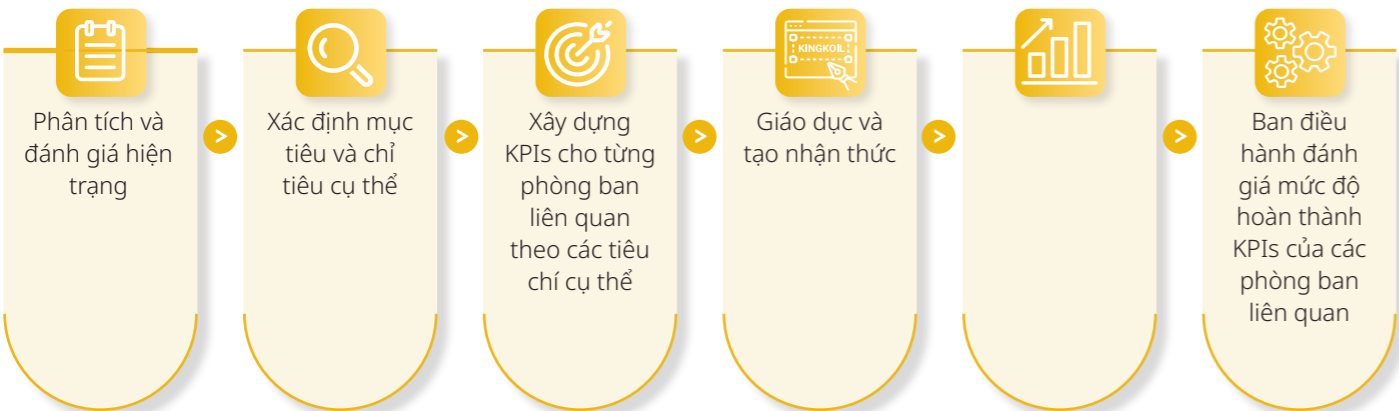 Phân tích và
đánh giá hiện
trạng
>
Xác định mục
tiêu và chỉ
tiêu cụ thể
>
Xây dựng
KPIs cho từng
phòng ban
liên quan
theo các tiêu
chí cụ thể
>
KINGKOIL
Giáo dục và
tạo nhận thức
>
>
Ban điều
hành đánh
giá mức độ
hoàn thành
KPIs của các
phòng ban
liên quan